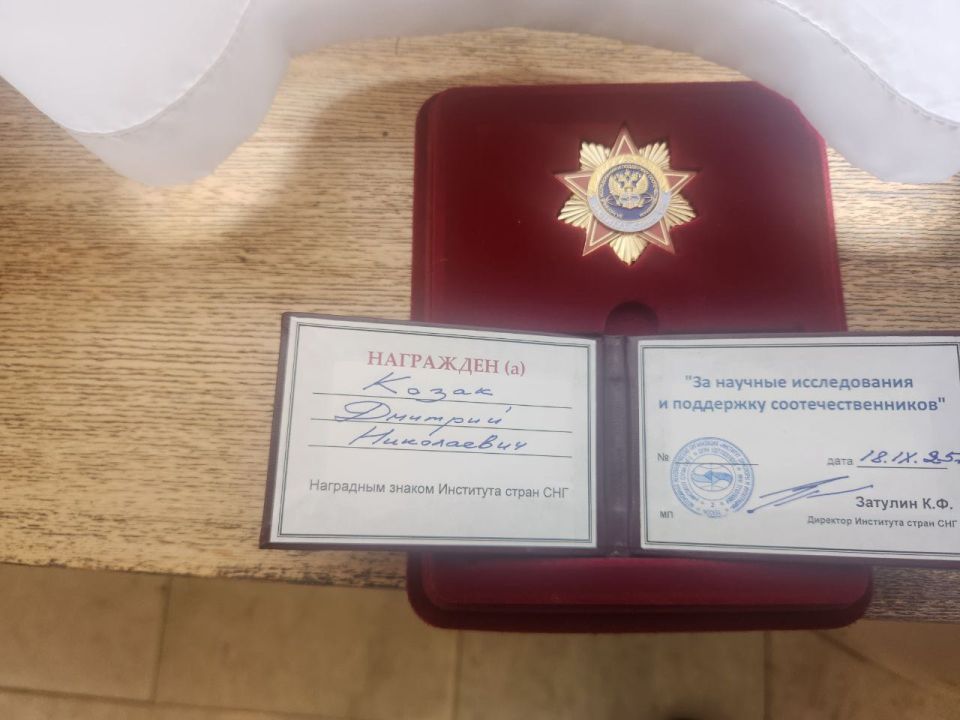 НАГРАЖДЕН (а)
Козак
Дмитрий
Николаевич
Наградным знаком Института стран СНГ
"За научные исследования
и поддержку соотечественников"
№ дата 18.IX.25г
Затулин К.Ф.
МП
Директор Института стран СНГ